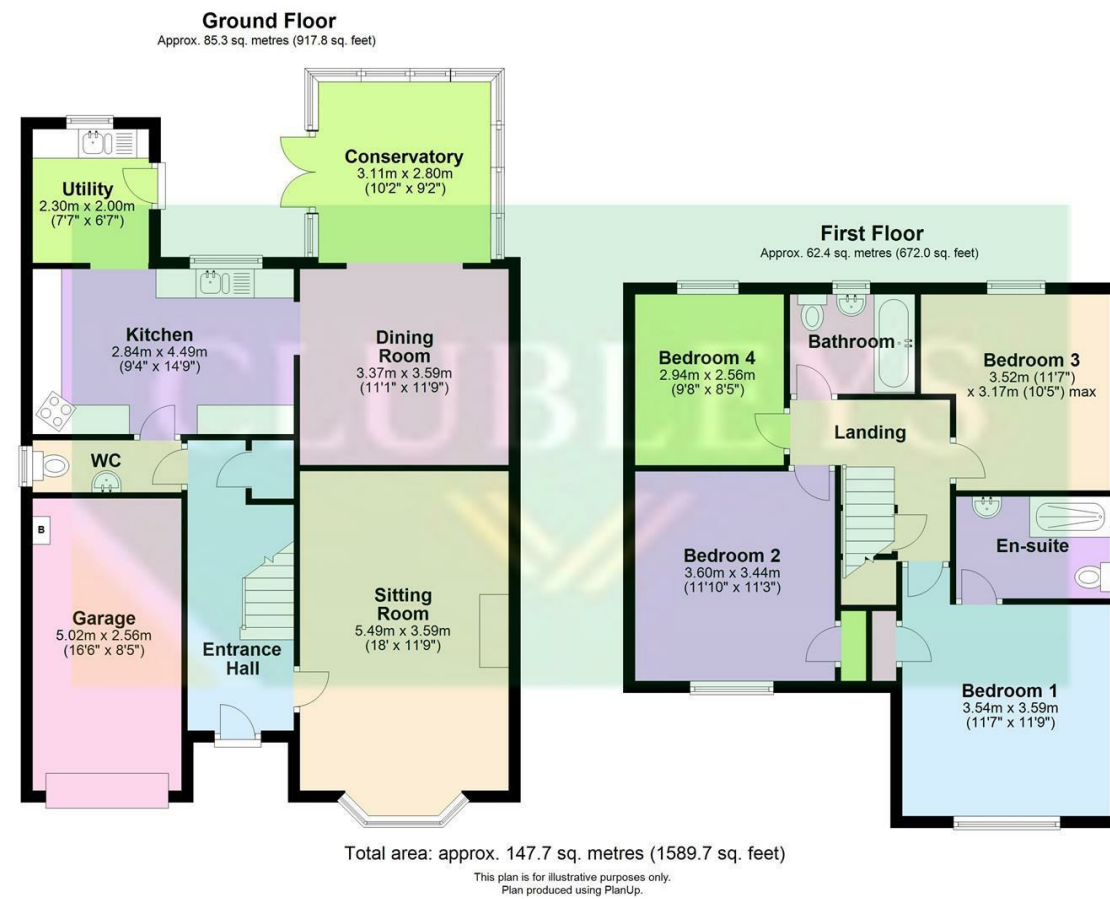 Ground Floor
Approx. 85.3 sq. metres (917.8 sq. feet)
Conservatory
3.11m x 2.80m
(10'2" x 9'2")
Utility
2.30m x 2.00m
(7'7" x 6'7")
Kitchen
2.84m x 4.49m
(9'4" x 14'9")
Dining
Room
3.37m x 3.59m
(11'1" x 11'9")
WC
B
Garage
5.02m x 2.56m
(16'6" x 8'5")
Entrance
Hall
Sitting
Room
5.49m x 3.59m
(18' x 11'9")
First Floor
Approx. 62.4 sq. metres (672.0 sq. feet)
Bedroom 4
2.94m x 2.56m
(9'8" x 8'5")
Bathroom
Bedroom 3
3.52m (11'7")
x 3.17m (10'5") max
Landing
Bedroom 2
3.60m x 3.44m
(11'10" x 11'3")
En-suite
Bedroom 1
3.54m x 3.59m
(11'7" x 11'9")
CLUBLEYS
Total area: approx. 147.7 sq. metres (1589.7 sq. feet)
This plan is for illustrative purposes only.
Plan produced using PlanUp.